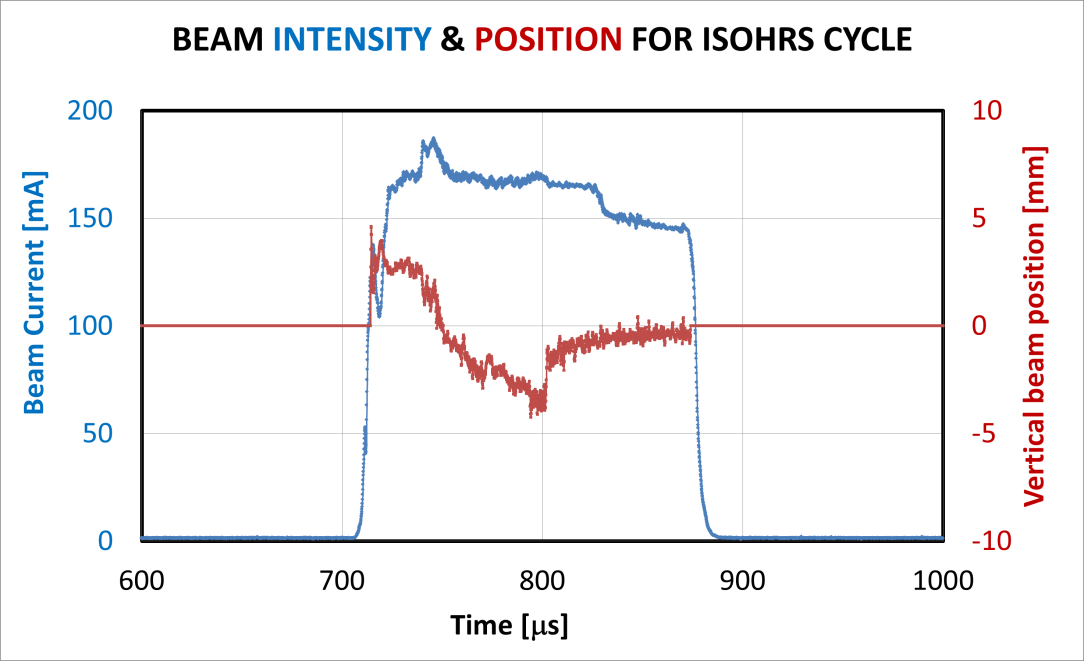 BEAM INTENSITY & POSITION FOR ISOHRS CYCLE
200
150
100
50
0
Beam Current [mA]
10
5
0
-5
-10
Vertical beam position [mm]
600 700 800 900 1000
Time [μs]